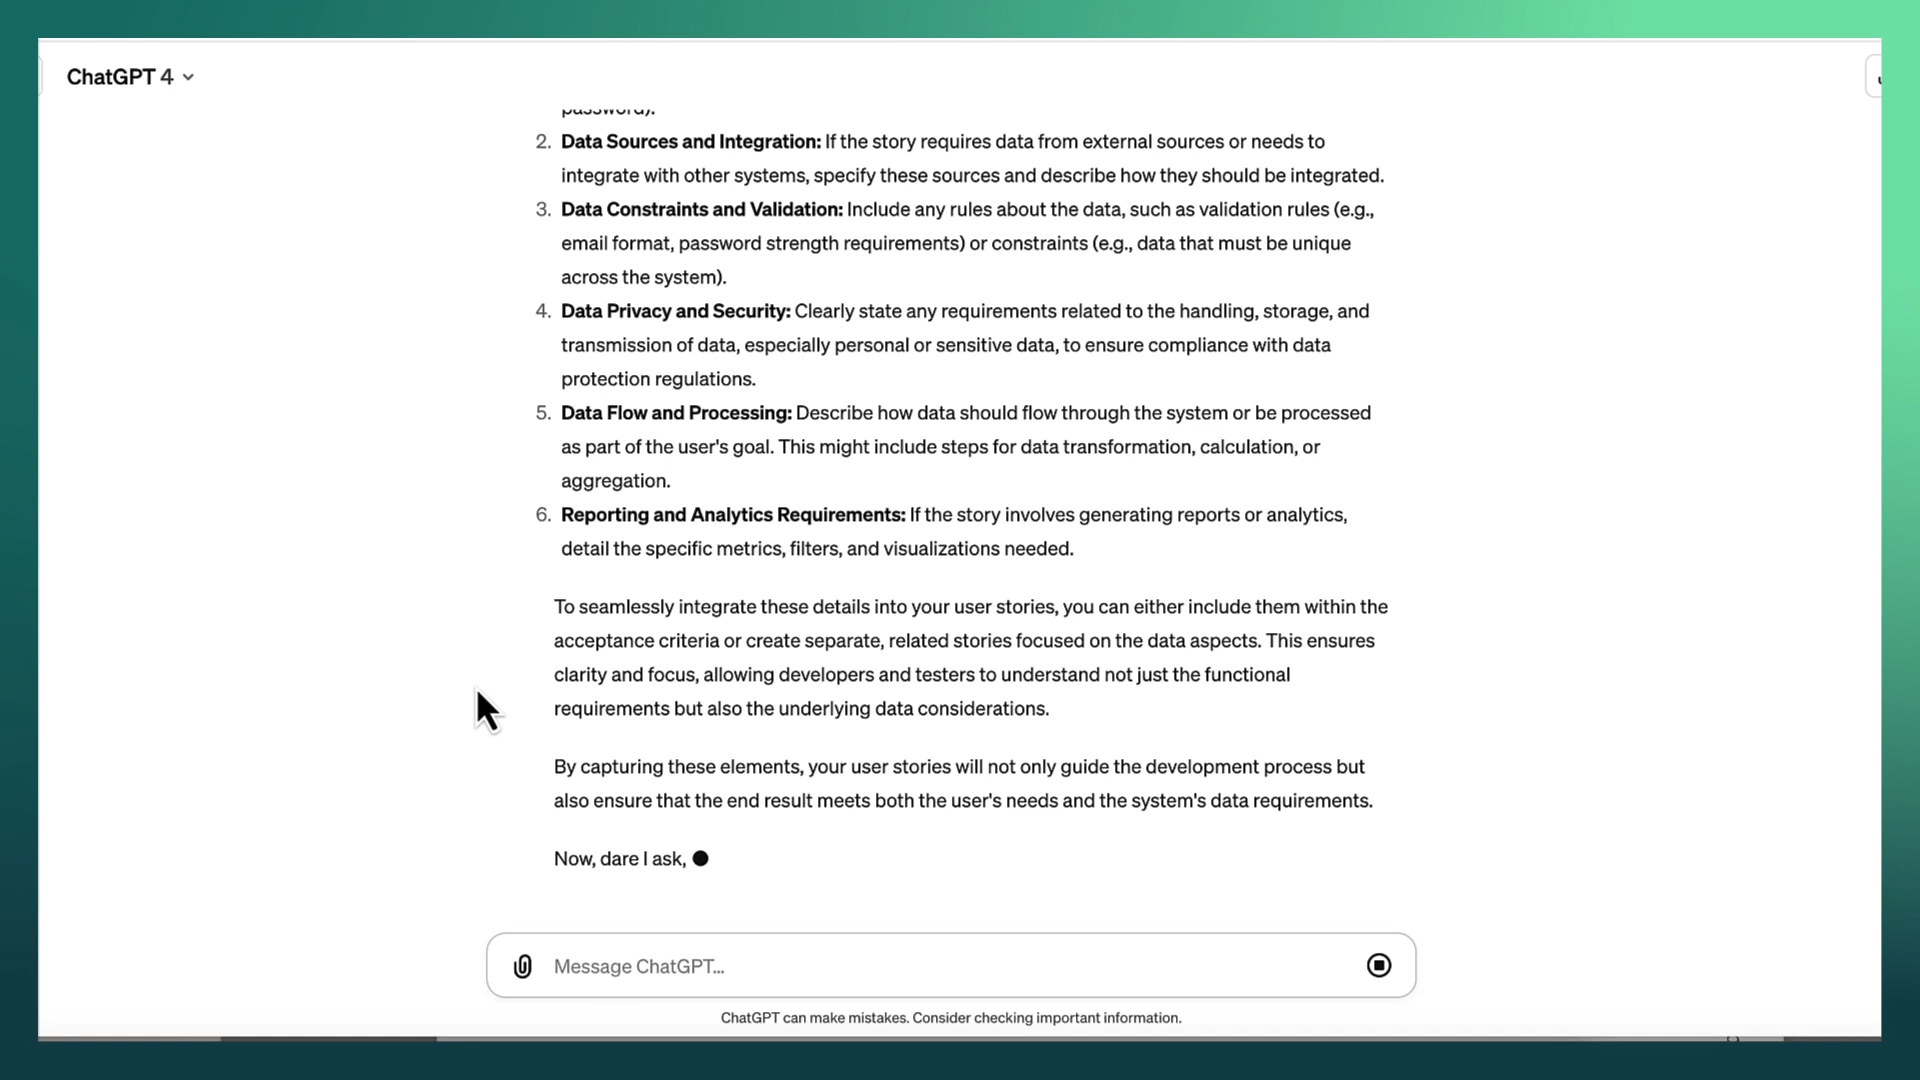 ChatGPT 4
password).
2. Data Sources and Integration: If the story requires data from external sources or needs to
integrate with other systems, specify these sources and describe how they should be integrated.
3. Data Constraints and Validation: Include any rules about the data, such as validation rules (e.g.,
email format, password strength requirements) or constraints (e.g., data that must be unique
across the system).
4. Data Privacy and Security: Clearly state any requirements related to the handling, storage, and
transmission of data, especially personal or sensitive data, to ensure compliance with data
protection regulations.
5. Data Flow and Processing: Describe how data should flow through the system or be processed
as part of the user's goal. This might include steps for data transformation, calculation, or
aggregation.
6. Reporting and Analytics Requirements: If the story involves generating reports or analytics,
detail the specific metrics, filters, and visualizations needed.
To seamlessly integrate these details into your user stories, you can either include them within the
acceptance criteria or create separate, related stories focused on the data aspects. This ensures
clarity and focus, allowing developers and testers to understand not just the functional
requirements but also the underlying data considerations.
By capturing these elements, your user stories will not only guide the development process but
also ensure that the end result meets both the user's needs and the system's data requirements.
Now, dare I ask,
Message ChatGPT...
ChatGPT can make mistakes. Consider checking important information.